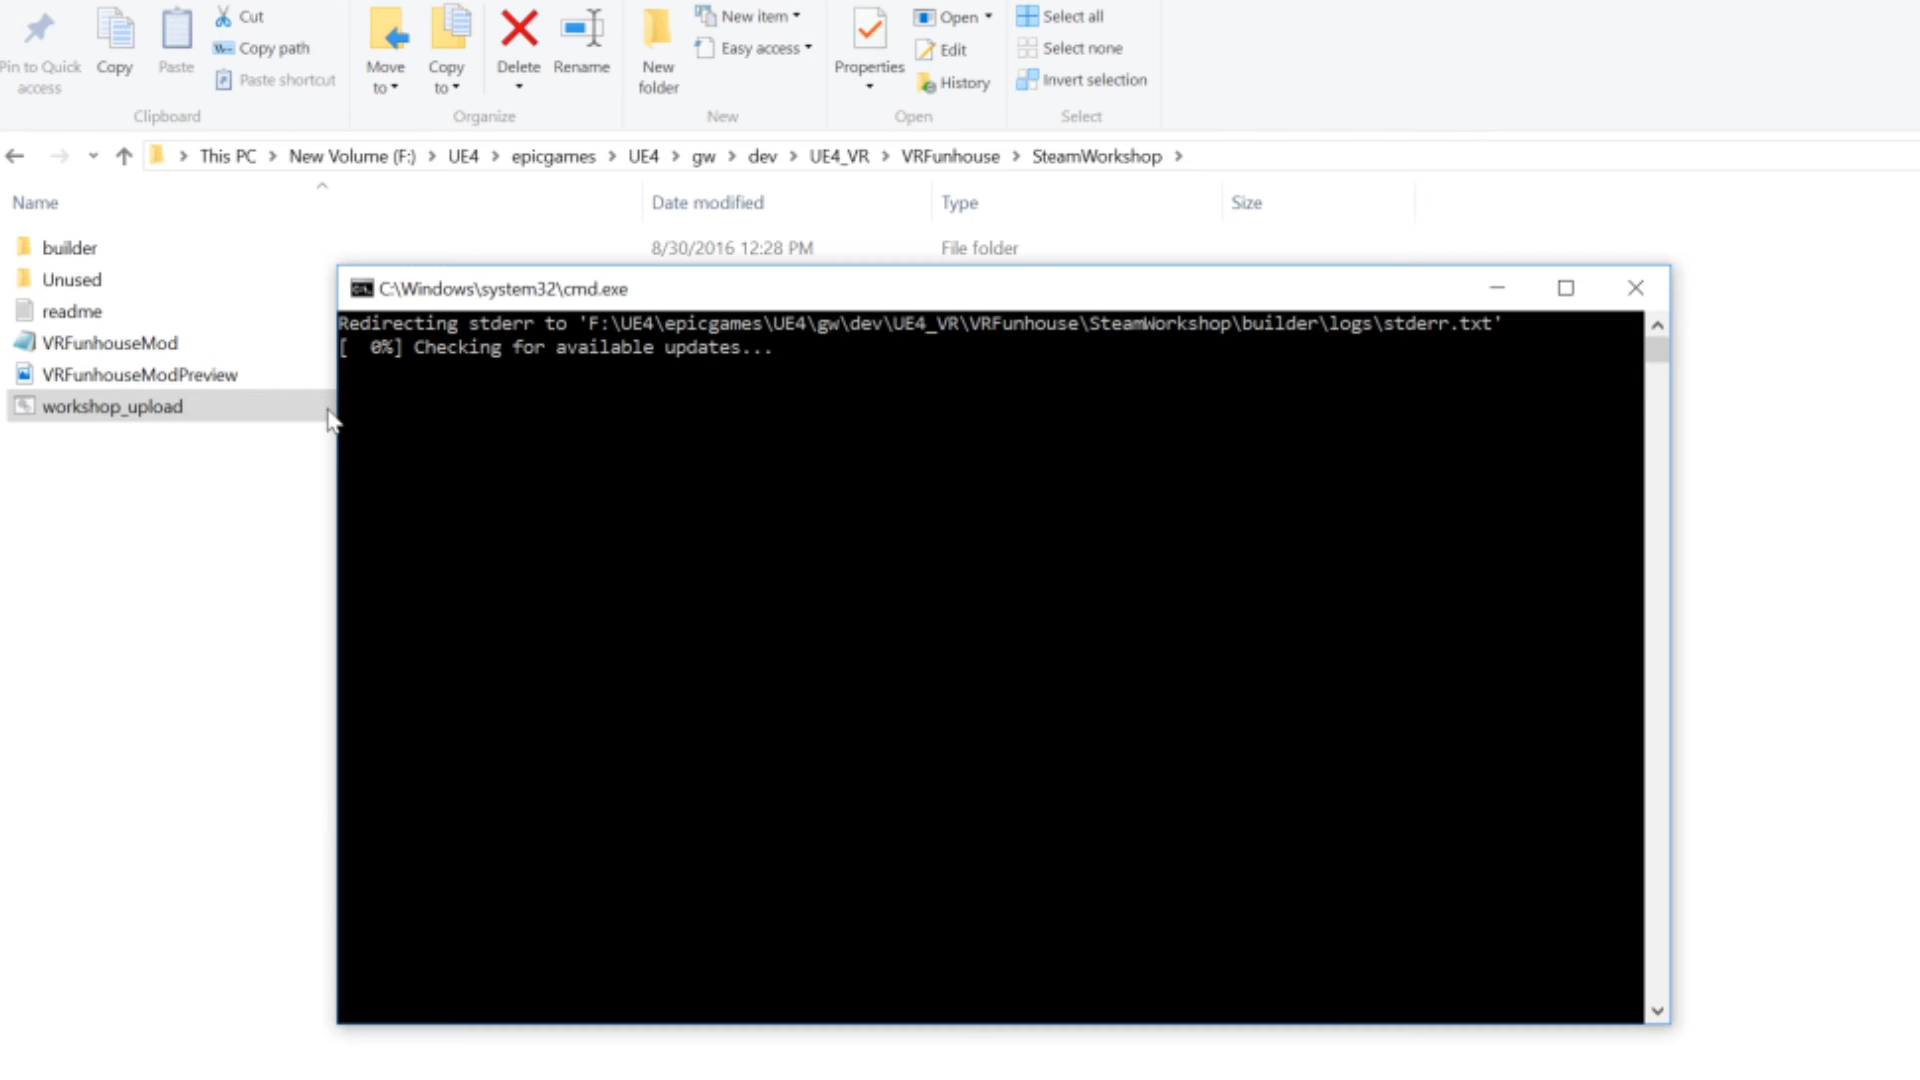 Pin to Quick access
Copy
Paste
Cut
Copy path
Paste shortcut
Clipboard
Move to
Copy to
Delete
Rename
Organize
New folder
New item
Easy access
New
Properties
Open
Edit
History
Open
Select all
Select none
Invert selection
Select
This PC > New Volume (F:) > UE4 > epicgames > UE4 > gw > dev > UE4_VR > VRFunhouse > SteamWorkshop >
Name Date modified Type Size
builder 8/30/2016 12:28 PM File folder
Unused
readme
VRFunhouseMod
VRFunhouseModPreview
workshop_upload
C:\Windows\system32\cmd.exe
Redirecting stderr to 'F:\UE4\epicgames\UE4\gw\dev\UE4_VR\VRFunhouse\SteamWorkshop\builder\logs\stderr.txt'
[  0%] Checking for available updates...